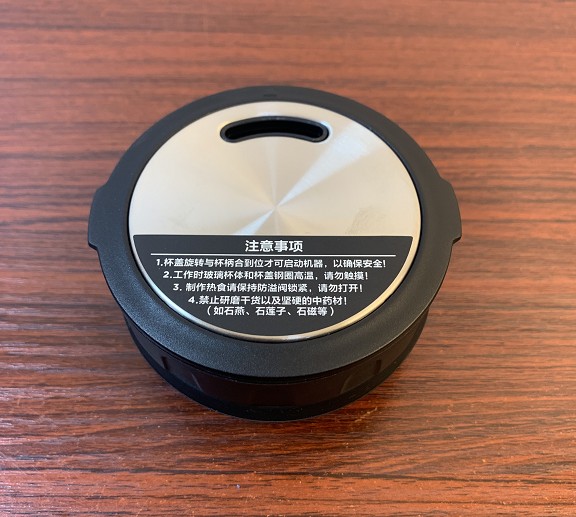 注意事项
1.杯盖旋转与杯柄合到位才可启动机器，以确保安全！
2.工作时玻璃杯体和杯盖钢圈高温，请勿触摸！
3. 制作热食请保持防溢阀锁紧，请勿打开！
4.禁止研磨干货以及坚硬的中药材！
（如石燕、石莲子、石磁等）